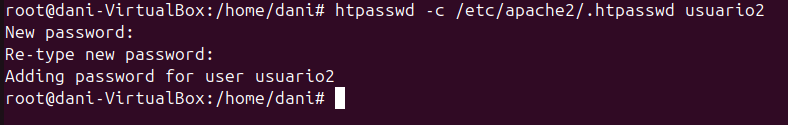 root@dani-VirtualBox:/home/dani# htpasswd -c /etc/apache2/.htpasswd usuario2
New password:
Re-type new password:
Adding password for user usuario2
root@dani-VirtualBox:/home/dani#